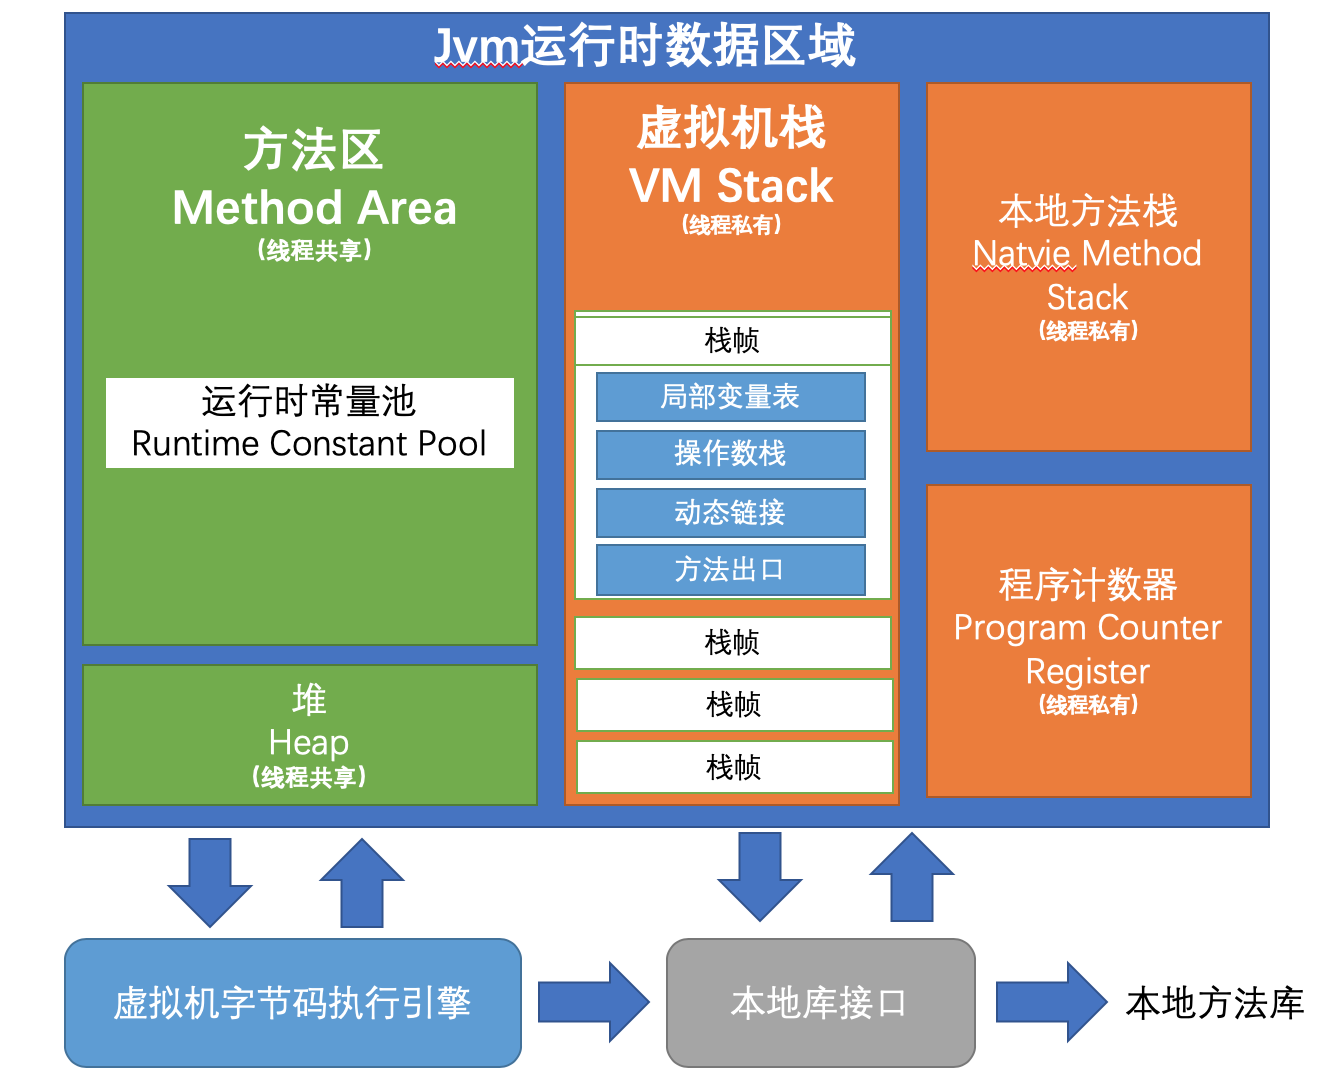 Jvm运行时数据区域
方法区
Method Area
(线程共享)
运行时常量池
Runtime Constant Pool
堆
Heap
(线程共享)
虚拟机栈
VM Stack
(线程私有)
栈帧
局部变量表
操作数栈
动态链接
方法出口
栈帧
栈帧
栈帧
本地方法栈
Natvie Method
Stack
(线程私有)
程序计数器
Program Counter
Register
(线程私有)
虚拟机字节码执行引擎
本地库接口
本地方法库